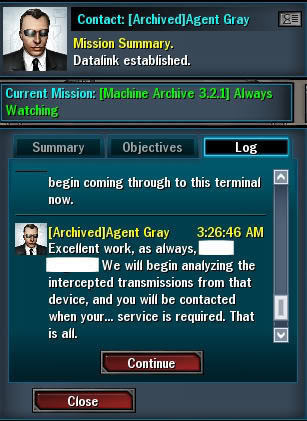 Contact: [Archived]Agent Gray
Mission Summary.
Datalink established.
Current Mission: [Machine Archive 3.2.1] Always
Watching
Summary
Objectives
Log
begin coming through to this terminal
now.
[Archived]Agent Gray 3:26:46 AM
Excellent work, as always,
We will begin analyzing the
intercepted transmissions from that
device, and you will be contacted
when your... service is required. That
is all.
Continue
Close